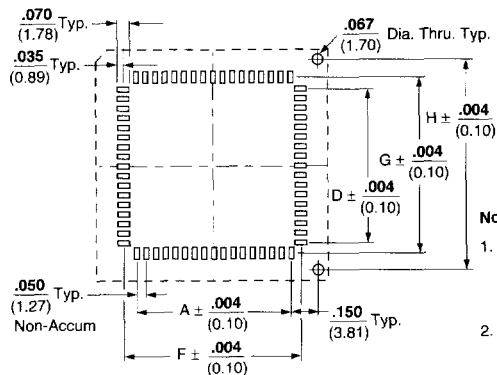 .070
(1.78) Typ.
.035
(0.89) Typ.
.067
(1.70) Dia. Thru. Typ.
H ± .004
(0.10)
G ± .004
(0.10)
D ± .004
(0.10)
No
1.
.050
(1.27) Typ.
Non-Accum
A ± .004
(0.10)
.150
(3.81) Typ.
2.
F ± .004
(0.10)